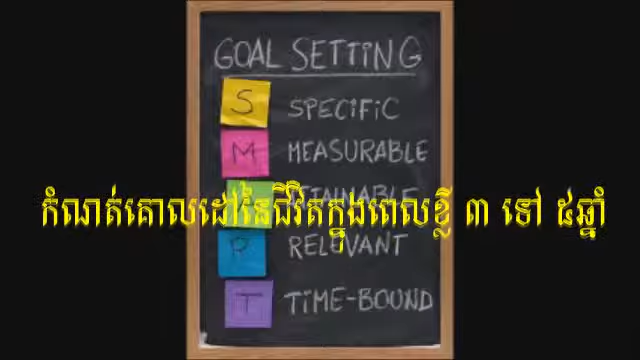 GOAL SETTING
S SPECIFIC
M MEASURABLE
ATTAINABLE
កំណត់គោលដៅនៃជីវិតក្នុងពេលខ្លី ៣ ទៅ ៥ឆ្នាំ
R RELEVANT
T TIME-BOUND